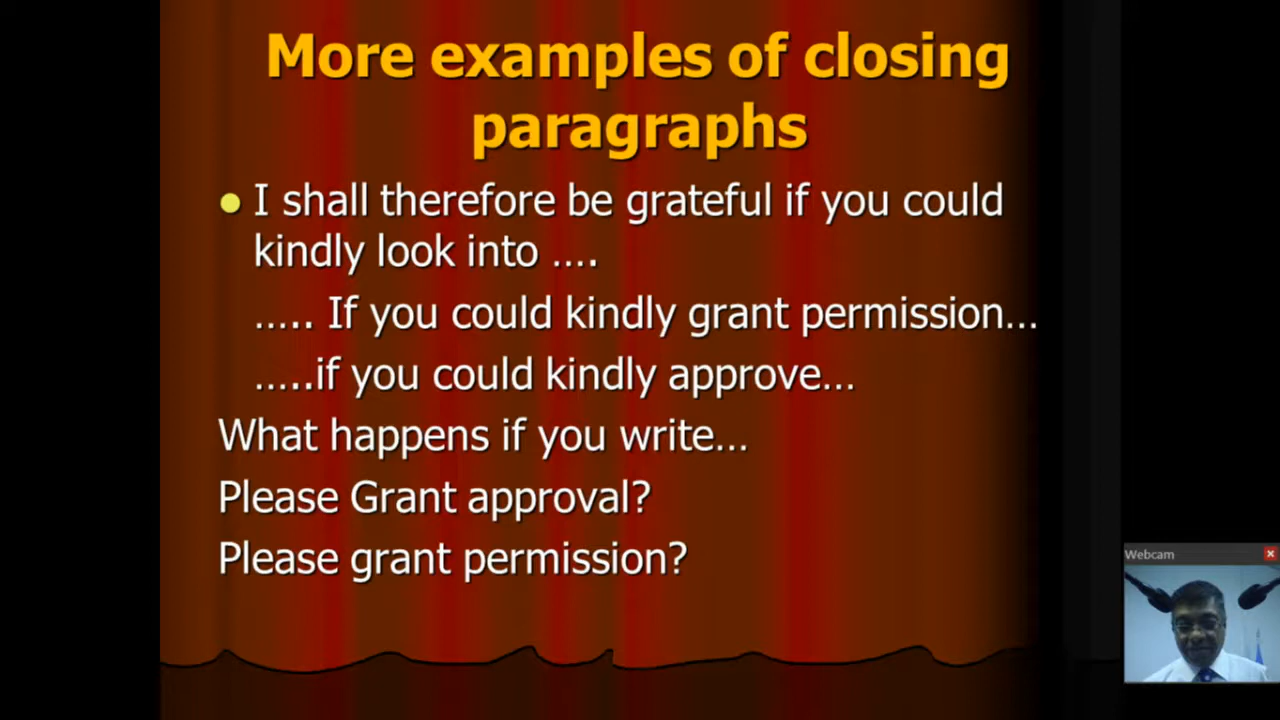 More examples of closing
paragraphs
I shall therefore be grateful if you could
kindly look into ….
….. If you could kindly grant permission…
…..if you could kindly approve…
What happens if you write…
Please Grant approval?
Please grant permission?
Webcam